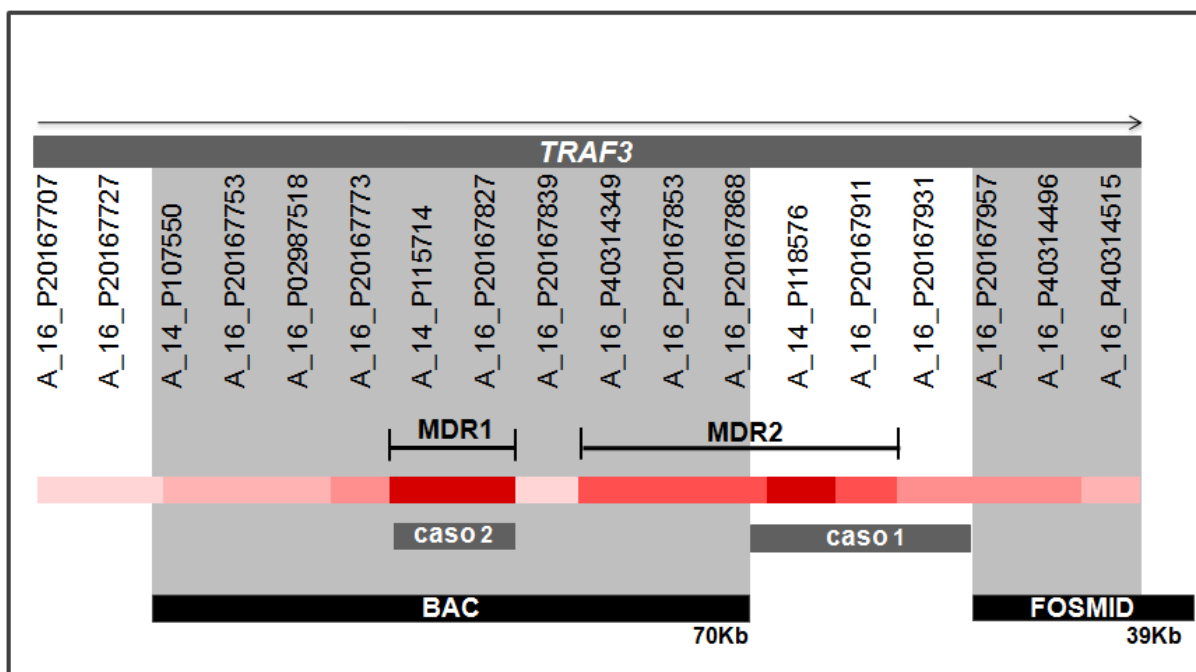 TRAF3
A_16_P20167707
A_16_P20167727
A_14_P107550
A_16_P20167753
A_16_P02987518
A_16_P20167773
A_14_P115714
A_16_P20167827
A_16_P20167839
A_16_P40314349
A_16_P20167853
A_16_P20167868
A_14_P118576
A_16_P20167911
A_16_P20167931
A_16_P20167957
A_16_P40314496
A_16_P40314515
MDR1
MDR2
caso 2
caso 1
BAC
FOSMID
70Kb
39Kb